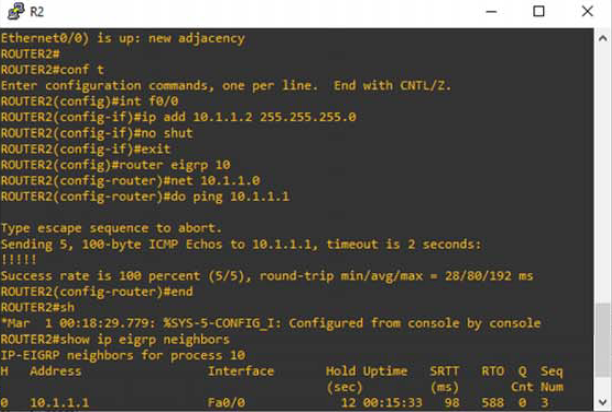 R2
Ethernet0/0) is up: new adjacency
ROUTER2#
ROUTER2#conf t
Enter configuration commands, one per line.  End with CNTL/Z.
ROUTER2(config)#int f0/0
ROUTER2(config-if)#ip add 10.1.1.2 255.255.255.0
ROUTER2(config-if)#no shut
ROUTER2(config-if)#exit
ROUTER2(config)#router eigrp 10
ROUTER2(config-router)#net 10.1.1.0
ROUTER2(config-router)#do ping 10.1.1.1
Type escape sequence to abort.
Sending 5, 100-byte ICMP Echos to 10.1.1.1, timeout is 2 seconds:
!!!!!
Success rate is 100 percent (5/5), round-trip min/avg/max = 28/80/192 ms
ROUTER2(config-router)#end
ROUTER2#sh
*Mar  1 00:18:29.779: %SYS-5-CONFIG_I: Configured from console by console
ROUTER2#show ip eigrp neighbors
IP-EIGRP neighbors for process 10
H   Address                 Interface       Hold Uptime   SRTT   RTO  Q  Seq
                                            (sec)         (ms)       Cnt Num
0   10.1.1.1                Fa0/0             12 00:15:33   98   588  0  3